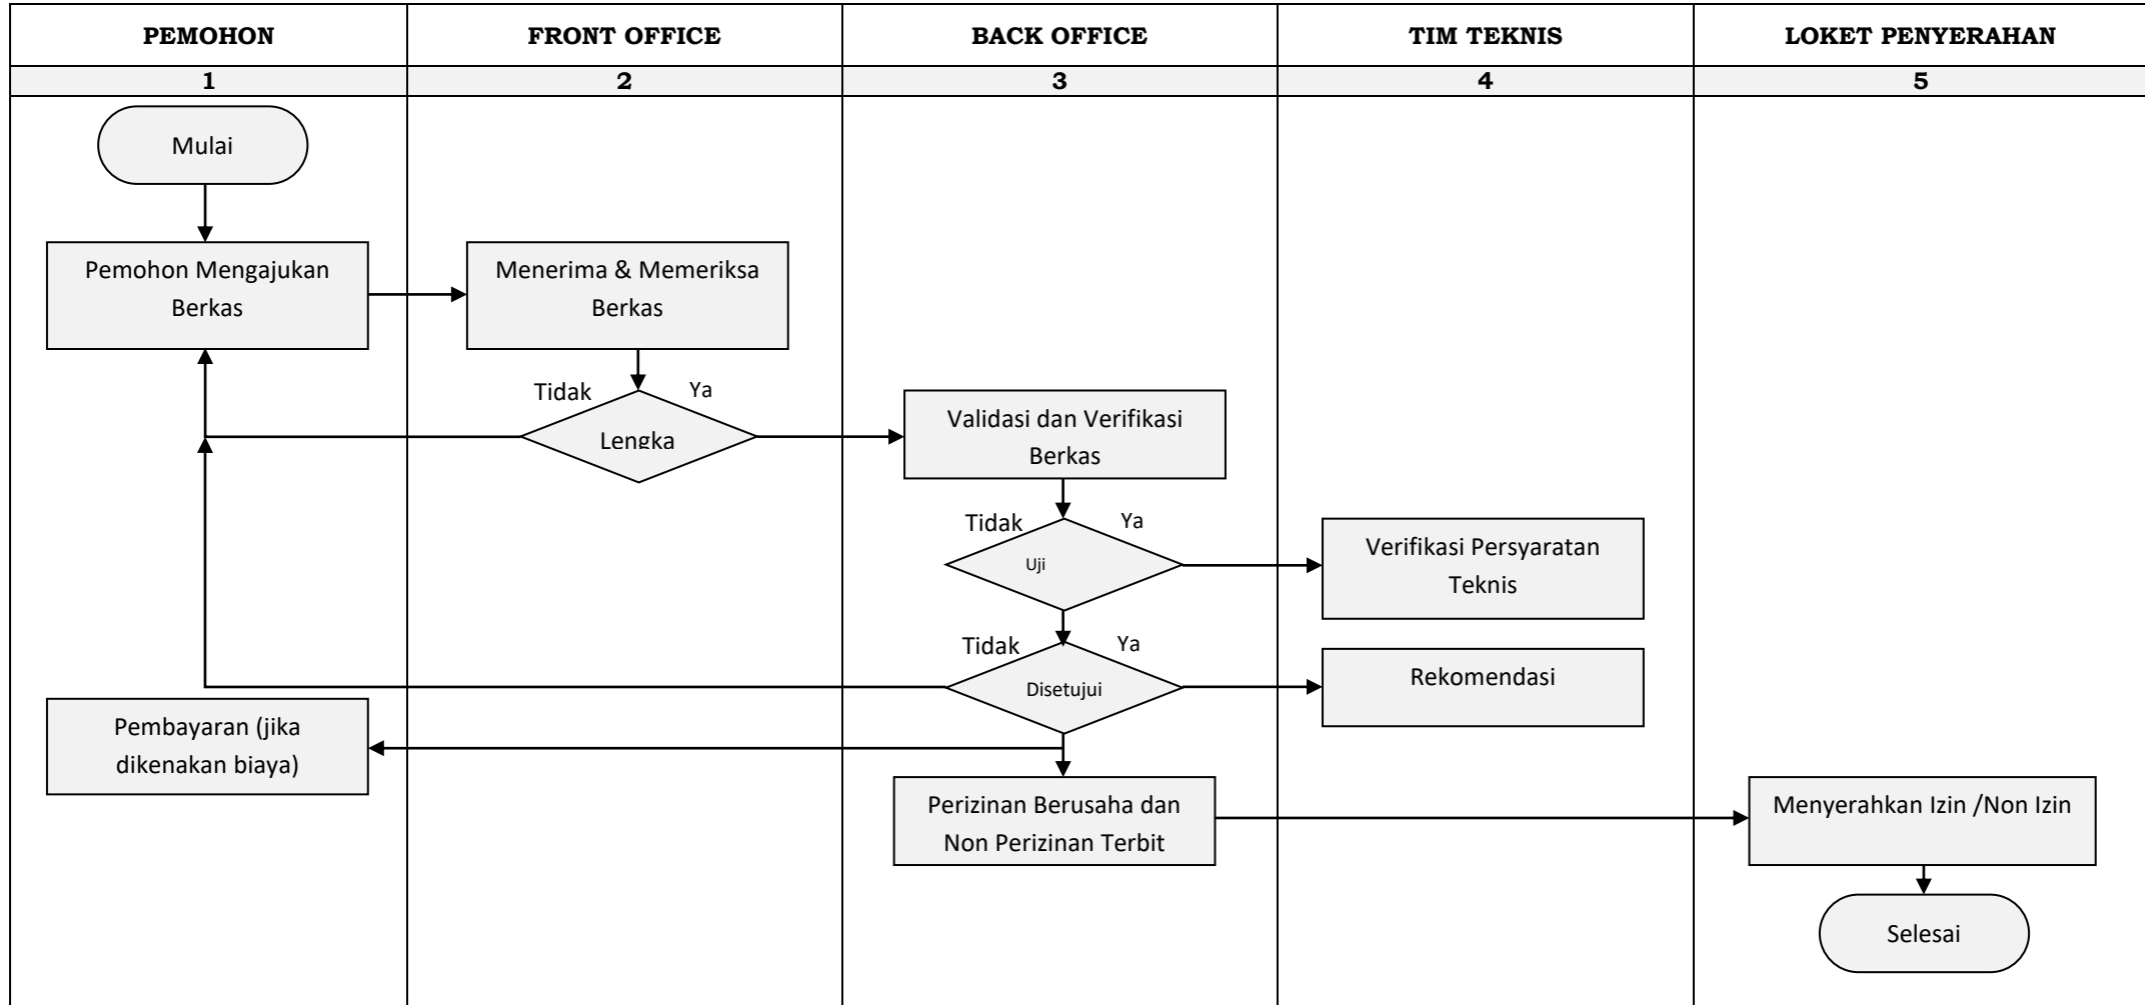 PEMOHON
FRONT OFFICE
BACK OFFICE
TIM TEKNIS
LOKET PENYERAHAN
1
2
3
4
5
Mulai
Pemohon Mengajukan
Berkas
Menerima & Memeriksa
Berkas
Tidak
Ya
Lengka
Validasi dan Verifikasi
Berkas
Tidak
Ya
Uji
Verifikasi Persyaratan
Teknis
Tidak
Ya
Disetujui
Rekomendasi
Pembayaran (jika
dikenakan biaya)
Perizinan Berusaha dan
Non Perizinan Terbit
Menyerahkan Izin /Non Izin
Selesai